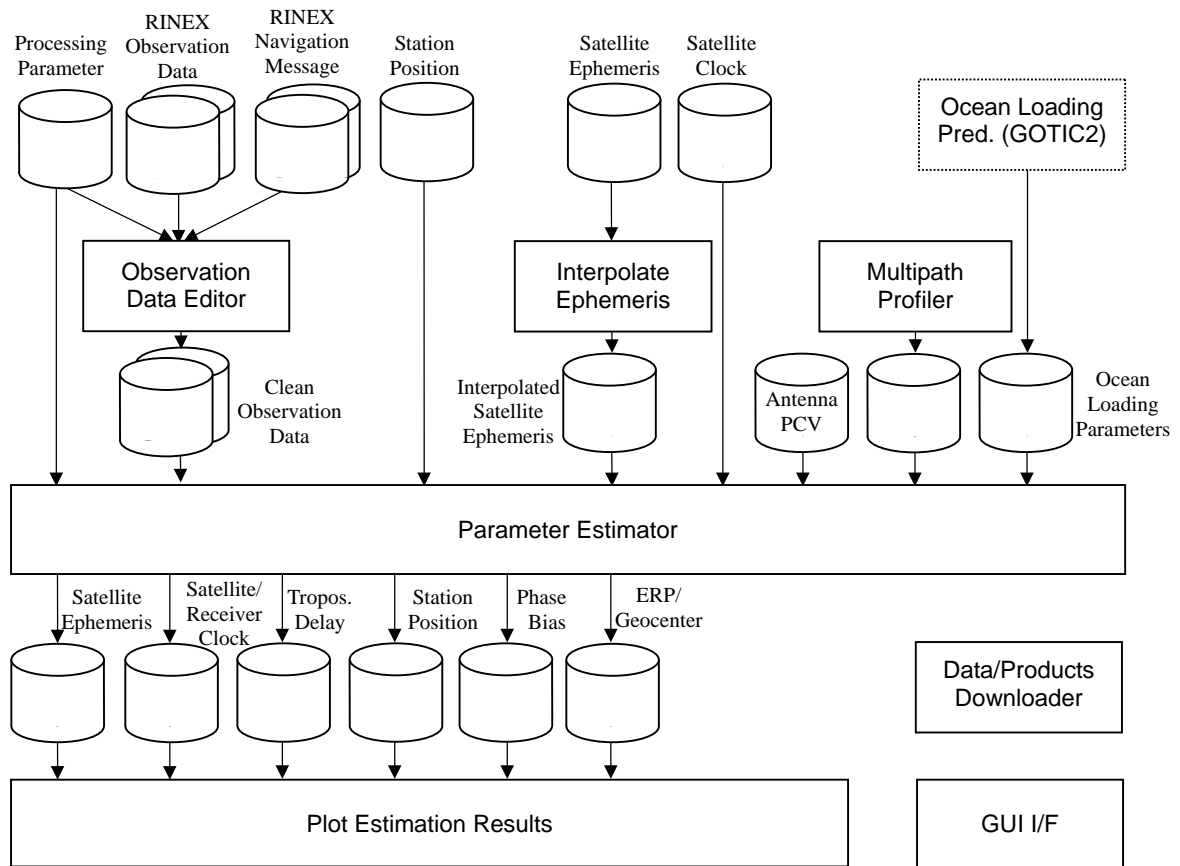 Processing
Parameter
RINEX
Observation
Data
RINEX
Navigation
Message
Station
Position
Satellite
Ephemeris
Satellite
Clock
Ocean Loading
Pred. (GOTIC2)
Observation
Data Editor
Interpolate
Ephemeris
Multipath
Profiler
Clean
Observation
Data
Interpolated
Satellite
Ephemeris
Antenna
PCV
Ocean
Loading
Parameters
Parameter Estimator
Satellite
Ephemeris
Satellite/
Receiver
Clock
Tropos.
Delay
Station
Position
Phase
Bias
ERP/
Geocenter
Data/Products
Downloader
Plot Estimation Results
GUI I/F